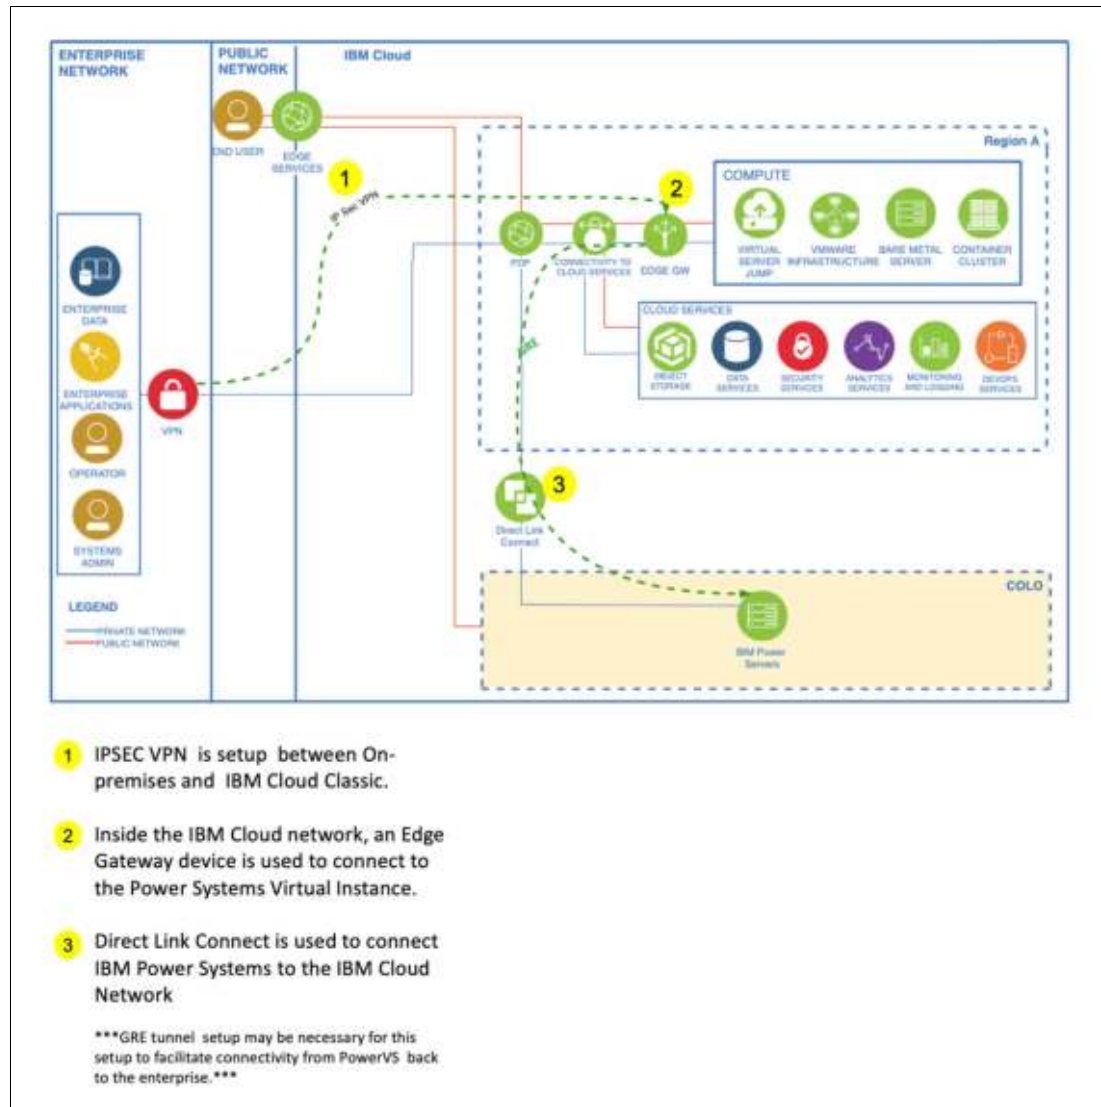 ENTERPRISE
NETWORK
PUBLIC
NETWORK
IBM Cloud
END USER
EDGE
SERVICES
1
IP Sec VPN
2
Region A
COMPUTE
VIRTUAL
SERVER
JUMP
VMWARE
INFRASTRUCTURE
BARE METAL
SERVER
CONTAINER
CLUSTER
POP
CONNECTIVITY TO
CLOUD SERVICES
EDGE GW
CLOUD SERVICES
OBJECT
STORAGE
DATA
SERVICES
SECURITY
SERVICES
ANALYTICS
SERVICES
MONITORING
AND LOGGING
DEVOPS
SERVICES
GRE
ENTERPRISE
DATA
ENTERPRISE
APPLICATIONS
VPN
OPERATOR
SYSTEMS
ADMIN
3
Direct Link
Connect
COLO
IBM Power
Servers
LEGEND
PRIVATE NETWORK
PUBLIC NETWORK
1 IPSEC VPN is setup between On-
premises and IBM Cloud Classic.
2 Inside the IBM Cloud network, an Edge
Gateway device is used to connect to
the Power Systems Virtual Instance.
3 Direct Link Connect is used to connect
IBM Power Systems to the IBM Cloud
Network
***GRE tunnel setup may be necessary for this
setup to facilitate connectivity from PowerVS back
to the enterprise.***